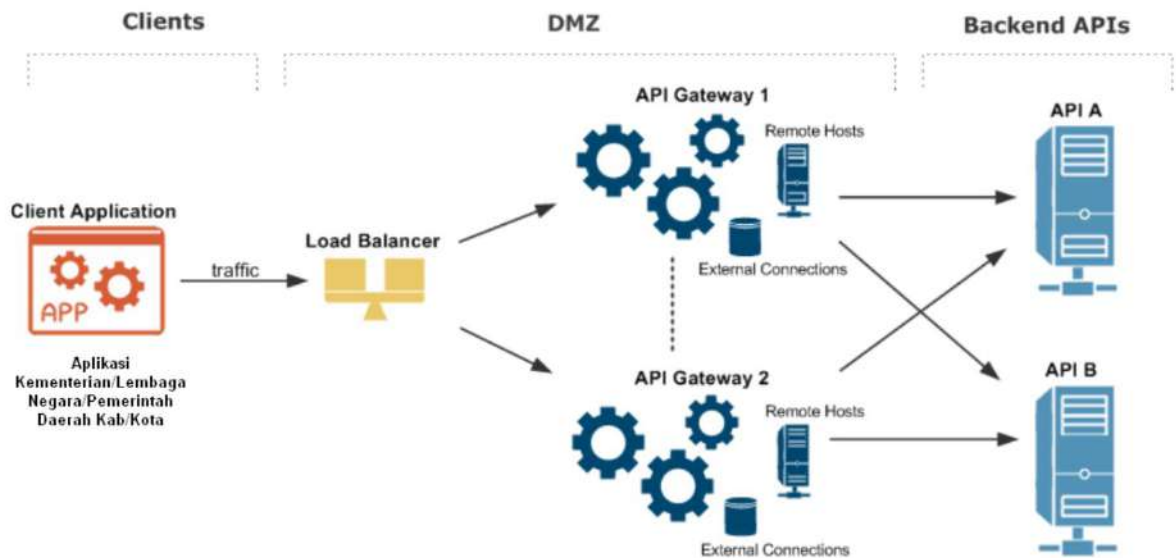 Clients
DMZ
Backend APIs
API Gateway 1
Remote Hosts
API A
Client Application
Load Balancer
traffic
APP
External Connections
Aplikasi
Kementerian/Lembaga
Negara/Pemerintah
Daerah Kab/Kota
API Gateway 2
API B
Remote Hosts
External Connections